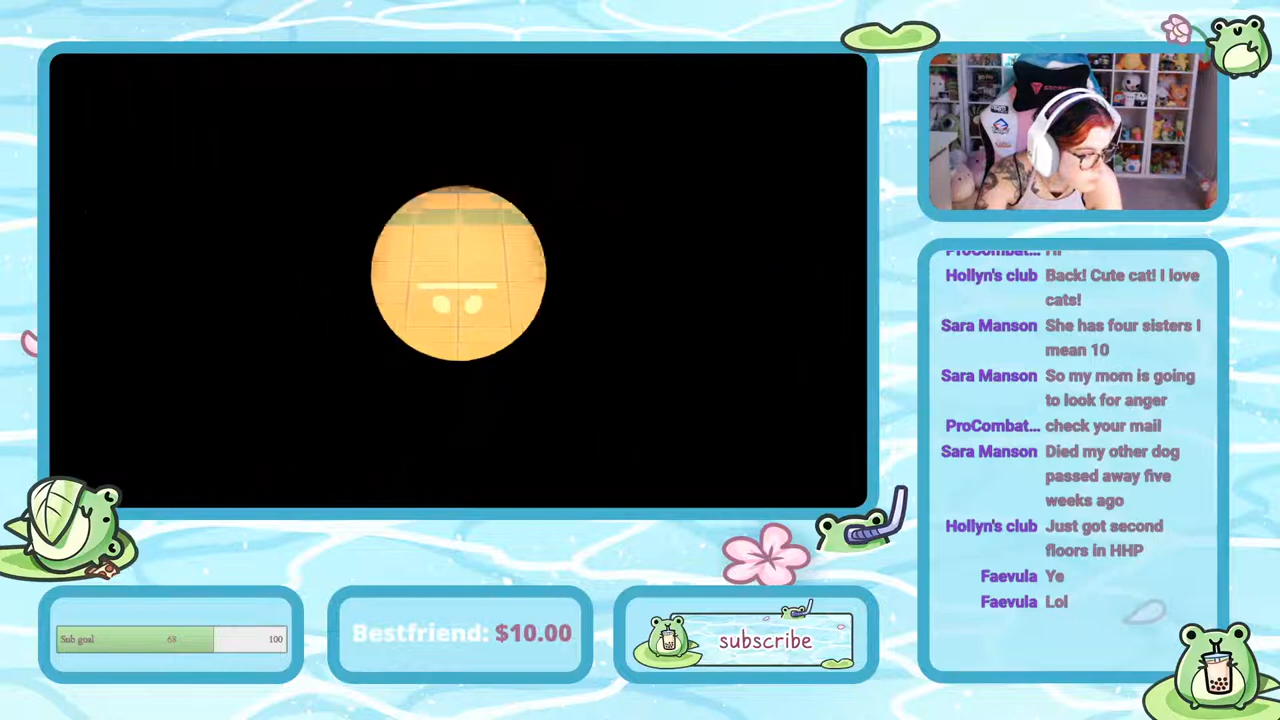 Hollyn's club Back! Cute cat! I love
cats!
Sara Manson She has four sisters I
mean 10
Sara Manson So my mom is going
to look for anger
ProCombat... check your mail
Sara Manson Died my other dog
passed away five
weeks ago
Hollyn's club Just got second
floors in HHP
Faevula Ye
Faevula Lol
Sub goal 68 100
Bestfriend: $10.00
subscribe